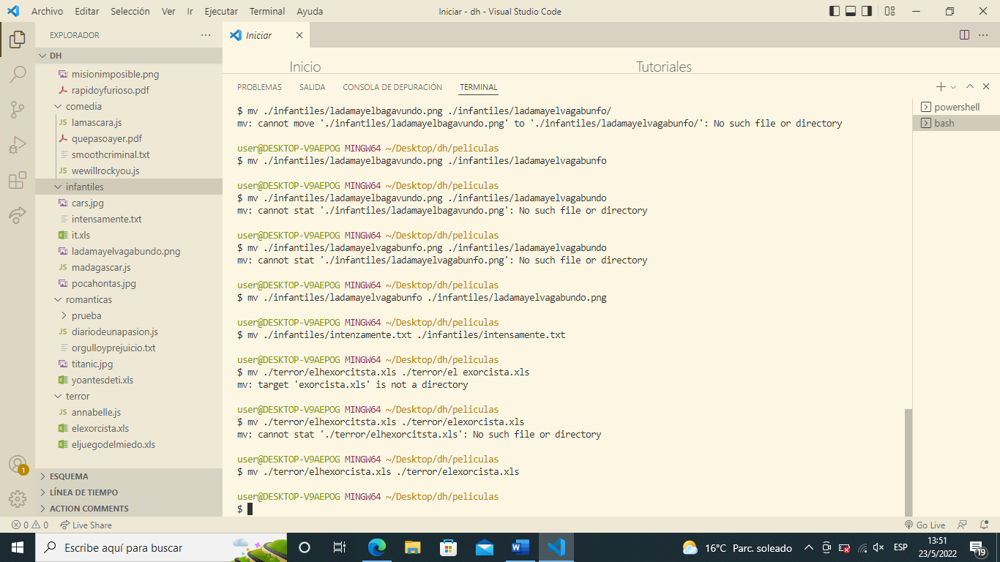 Archivo Editar Selección Ver Ir Ejecutar Terminal Ayuda
Iniciar - dh - Visual Studio Code
EXPLORADOR
DH
misionimposible.png
rapidoyfurioso.pdf
comedia
JS lamascara.js
quepasoayer.pdf
smoothcriminal.txt
JS wewillrockyou.js
infantiles
cars.jpg
intensamente.txt
it.xls
ladamayelvagabundo.png
JS madagascar.js
pocahontas.jpg
romanticas
prueba
JS diariodeunapasion.js
orgulloyprejuicio.txt
titanic.jpg
yoantesdeti.xls
terror
JS annabelle.js
elexorcista.xls
eljuegodelmiedo.xls
ESQUEMA
LÍNEA DE TIEMPO
ACTION COMMENTS
1
Iniciar
Inicio
Tutoriales
PROBLEMAS SALIDA CONSOLA DE DEPURACIÓN TERMINAL
$ mv ./infantiles/ladamayelbagavundo.png ./infantiles/ladamayelvagabunfo/
mv: cannot move './infantiles/ladamayelbagavundo.png' to './infantiles/ladamayelvagabunfo/': No such file or directory
user@DESKTOP-V9AEPOG MINGW64 ~/Desktop/dh/peliculas
$ mv ./infantiles/ladamayelbagavundo.png ./infantiles/ladamayelvagabunfo
user@DESKTOP-V9AEPOG MINGW64 ~/Desktop/dh/peliculas
$ mv ./infantiles/ladamayelbagavundo.png ./infantiles/ladamayelvagabundo
mv: cannot stat './infantiles/ladamayelbagavundo.png': No such file or directory
user@DESKTOP-V9AEPOG MINGW64 ~/Desktop/dh/peliculas
$ mv ./infantiles/ladamayelvagabunfo.png ./infantiles/ladamayelvagabundo
mv: cannot stat './infantiles/ladamayelvagabunfo.png': No such file or directory
user@DESKTOP-V9AEPOG MINGW64 ~/Desktop/dh/peliculas
$ mv ./infantiles/ladamayelvagabunfo ./infantiles/ladamayelvagabundo.png
user@DESKTOP-V9AEPOG MINGW64 ~/Desktop/dh/peliculas
$ mv ./infantiles/intenzamente.txt ./infantiles/intensamente.txt
user@DESKTOP-V9AEPOG MINGW64 ~/Desktop/dh/peliculas
$ mv ./terror/elhexorcitsta.xls ./terror/el exorcista.xls
mv: target 'exorcista.xls' is not a directory
user@DESKTOP-V9AEPOG MINGW64 ~/Desktop/dh/peliculas
$ mv ./terror/elhexorcitsta.xls ./terror/elexorcista.xls
mv: cannot stat './terror/elhexorcitsta.xls': No such file or directory
user@DESKTOP-V9AEPOG MINGW64 ~/Desktop/dh/peliculas
$ mv ./terror/elhexorcista.xls ./terror/elexorcista.xls
user@DESKTOP-V9AEPOG MINGW64 ~/Desktop/dh/peliculas
$
powershell
bash
0 0 Live Share
Go Live
Escribe aquí para buscar
16°C Parc. soleado
ESP
13:51
23/5/2022
19